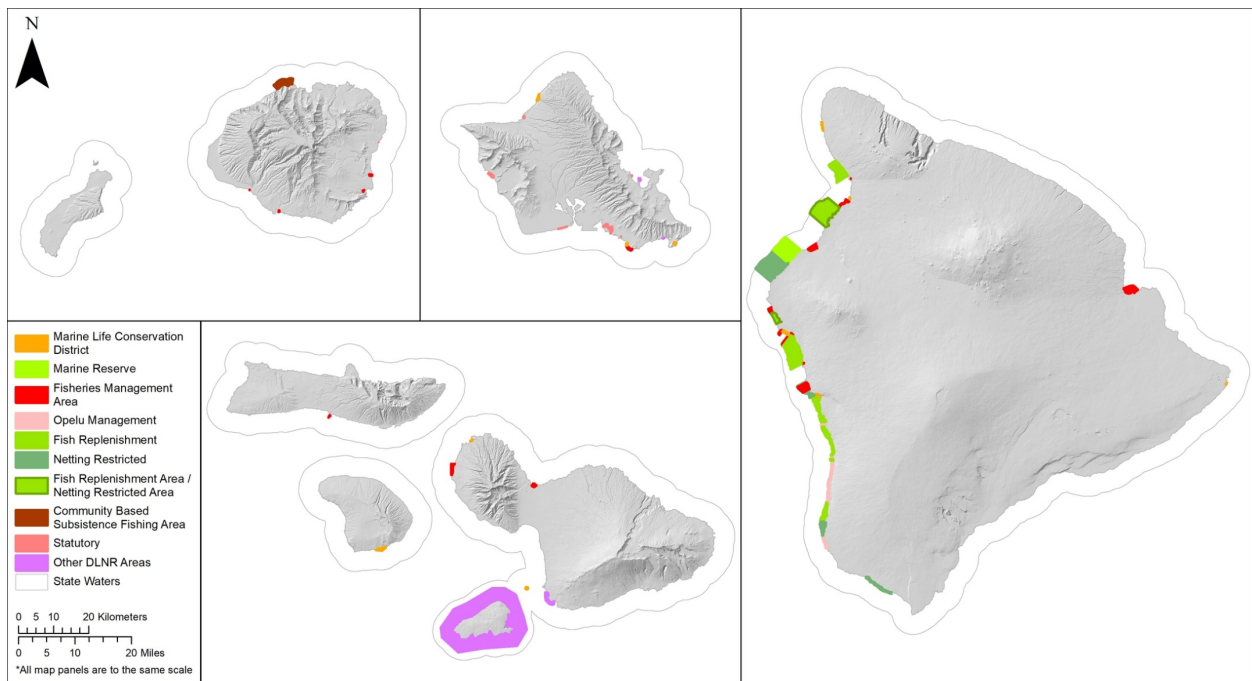 N
Marine Life Conservation
District
Marine Reserve
Fisheries Management
Area
Opelu Management
Fish Replenishment
Netting Restricted
Fish Replenishment Area /
Netting Restricted Area
Community Based
Subsistence Fishing Area
Statutory
Other DLNR Areas
State Waters
0 5 10 20 Kilometers
0 5 10 20 Miles
*All map panels are to the same scale